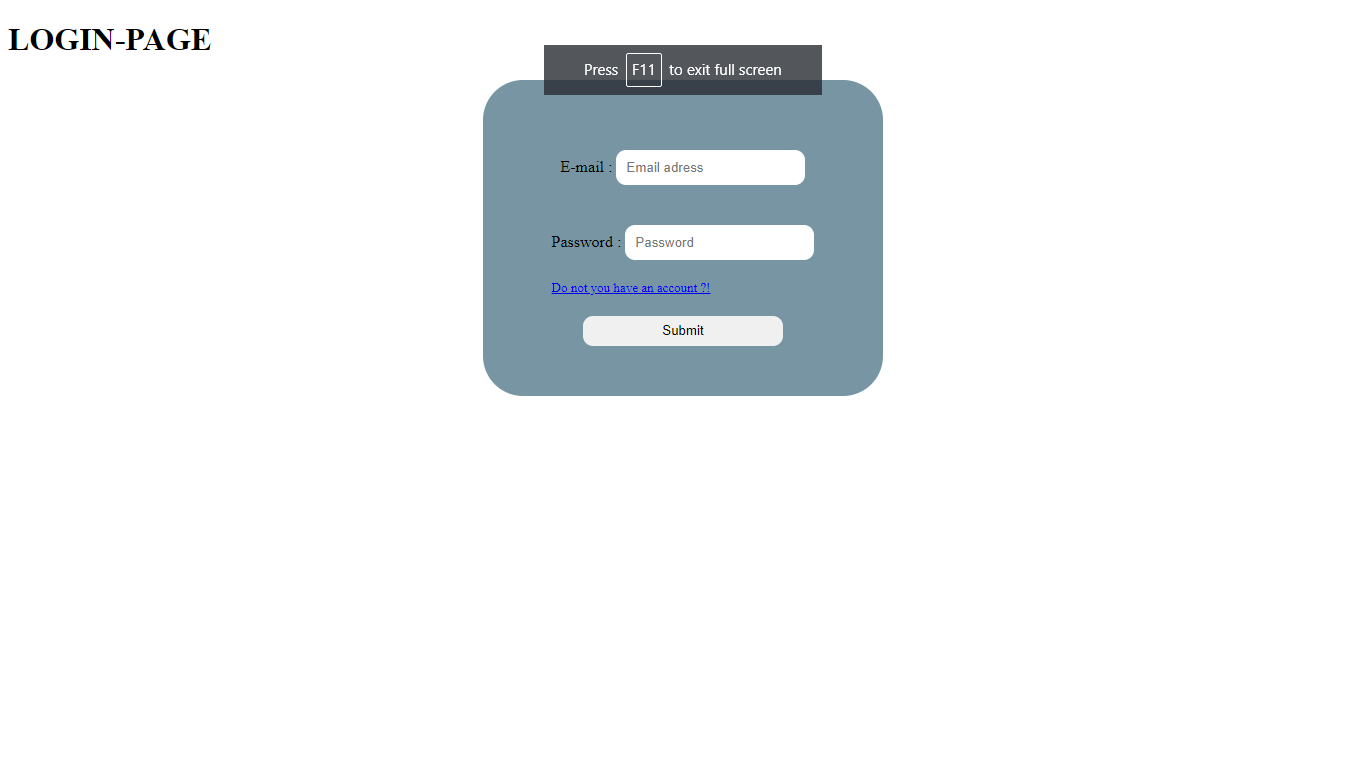 LOGIN-PAGE
Press F11 to exit full screen
E-mail : Email adress
Password : Password
Do not you have an account ?!
Submit